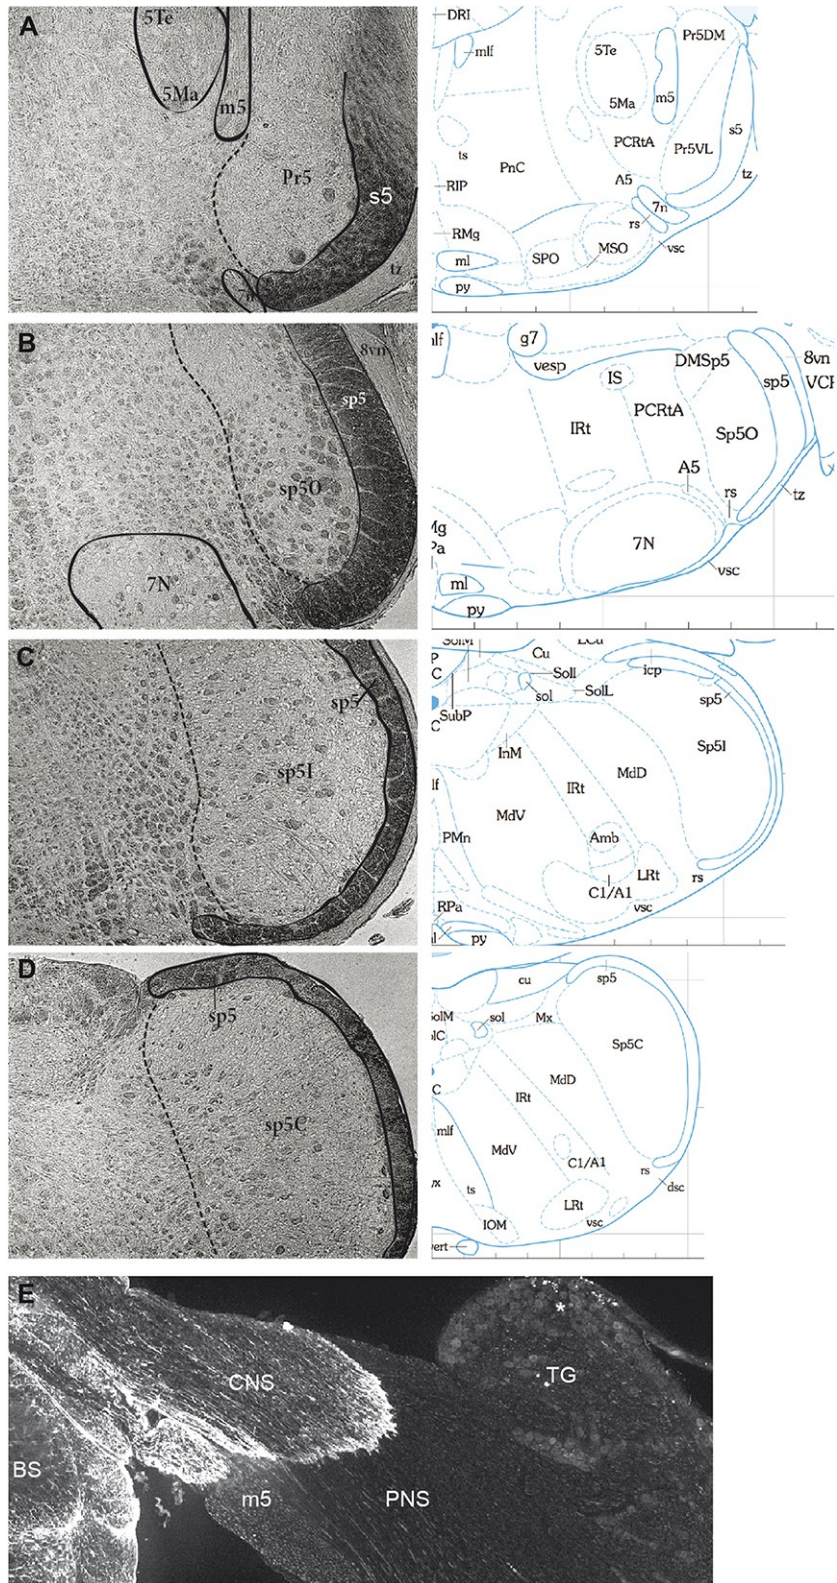 A
5Te
5Ma
m5
Pr5
s5
tz
DRI
mlf
5Te
Pr5DM
5Ma
m5
PCRtA
Pr5VL
s5
ts
PnC
tz
RIP
A5
7n
rs
RMg
MSO
vsc
ml
SPO
py
B
8vn
sp5
sp5O
7N
g7
vesp
DMSp5
8vn
IS
sp5
PCRtA
IRt
Sp5O
A5
rs
tz
7N
vsc
ml
py
C
sp5
sp5I
SolM
Cu
SolI
icp
sol
SolL
sp5
SubP
Sp5I
InM
MdD
IRt
MdV
PMn
Amb
LRt
rs
C1/A1
RPa
vsc
py
D
sp5
sp5C
cu
sp5
sol
Mx
Sp5C
MdD
IRt
mlf
MdV
C1/A1
rs
ts
dsc
LRt
IOM
vsc
E
CNS
*
TG
BS
m5
PNS